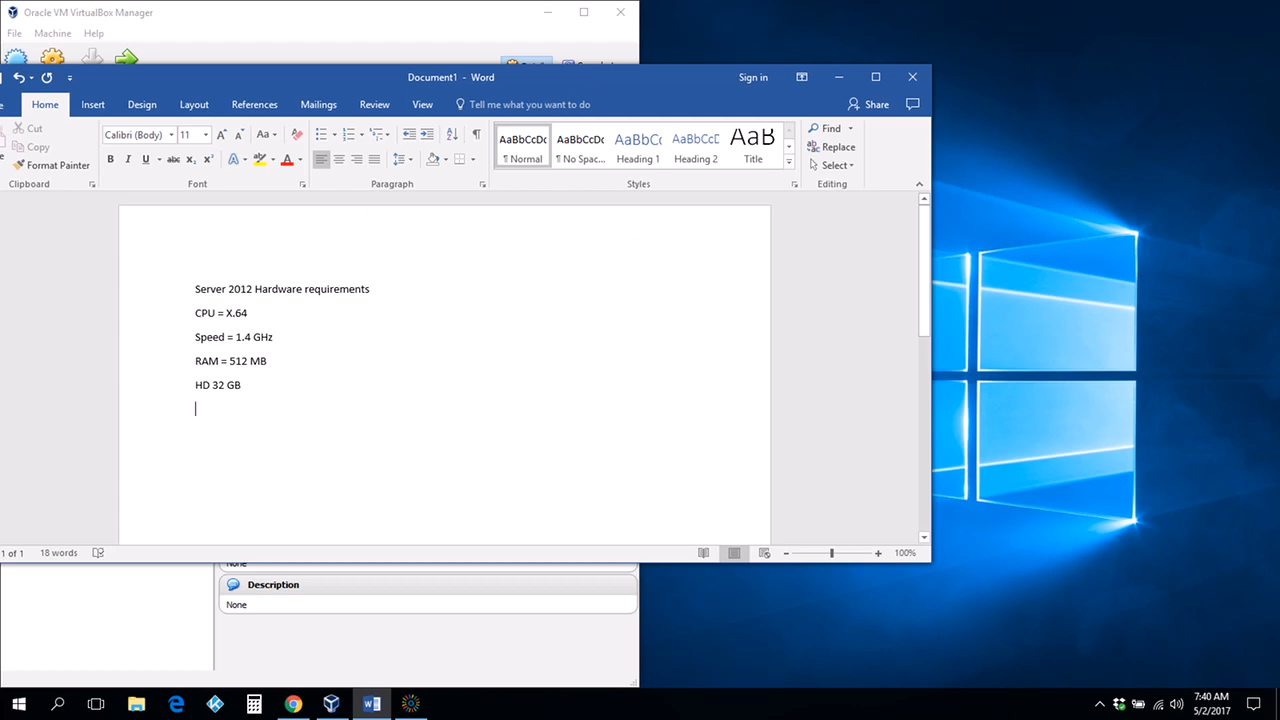 Oracle VM VirtualBox Manager
File Machine Help
Document1 - Word
Sign in
Home Insert Design Layout References Mailings Review View Tell me what you want to do Share
Cut
Copy
Format Painter
Clipboard
Calibri (Body) 11
Font
Paragraph
AaBbCcDc AaBbCcDc AaBbCc AaBbCcD AaB
¶ Normal ¶ No Spac... Heading 1 Heading 2 Title
Styles
Find
Replace
Select
Editing
Server 2012 Hardware requirements
CPU = X.64
Speed = 1.4 GHz
RAM = 512 MB
HD 32 GB
1 of 1 18 words 100%
None
Description
None
7:40 AM
5/2/2017